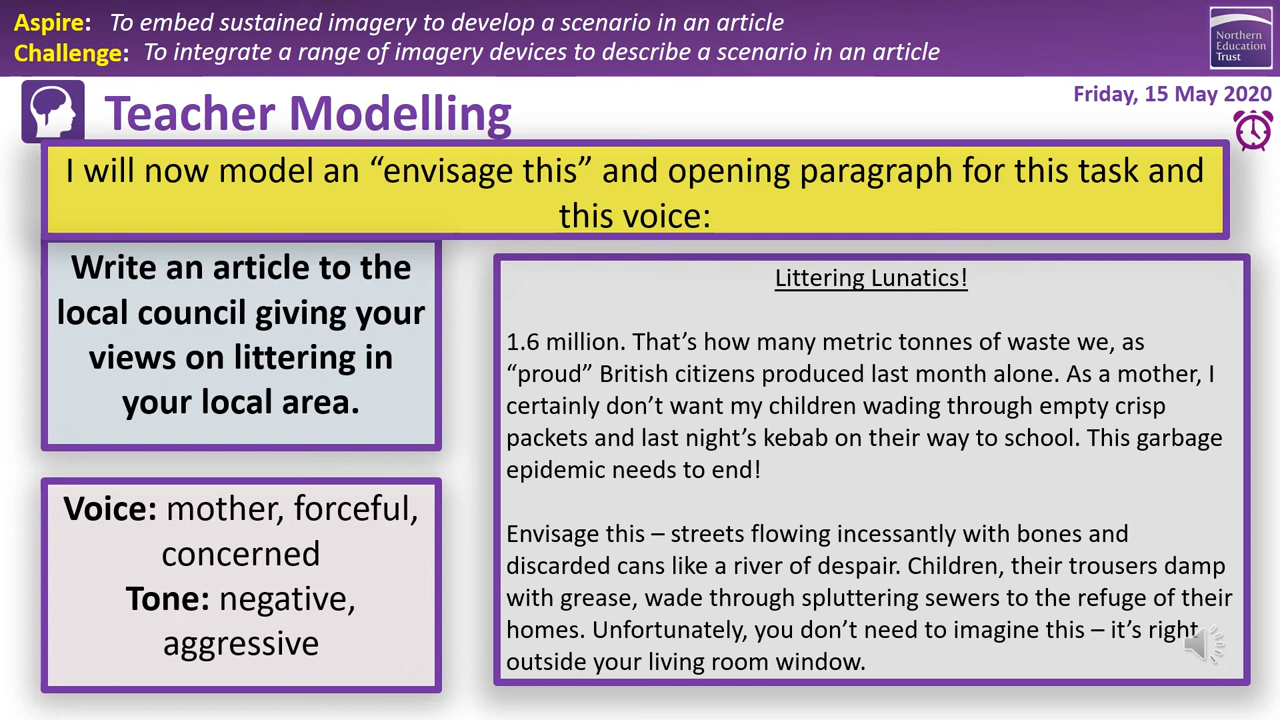 Aspire: To embed sustained imagery to develop a scenario in an article
Challenge: To integrate a range of imagery devices to describe a scenario in an article
Northern
Education
Trust
Teacher Modelling
Friday, 15 May 2020
I will now model an “envisage this” and opening paragraph for this task and
this voice:
Write an article to the
local council giving your
views on littering in
your local area.
Voice: mother, forceful,
concerned
Tone: negative,
aggressive
Littering Lunatics!
1.6 million. That’s how many metric tonnes of waste we, as
“proud” British citizens produced last month alone. As a mother, I
certainly don’t want my children wading through empty crisp
packets and last night’s kebab on their way to school. This garbage
epidemic needs to end!
Envisage this – streets flowing incessantly with bones and
discarded cans like a river of despair. Children, their trousers damp
with grease, wade through spluttering sewers to the refuge of their
homes. Unfortunately, you don’t need to imagine this – it’s right
outside your living room window.